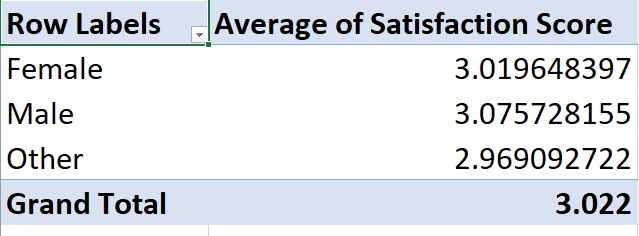 Row Labels Average of Satisfaction Score
Female 3.019648397
Male 3.075728155
Other 2.969092722
Grand Total 3.022